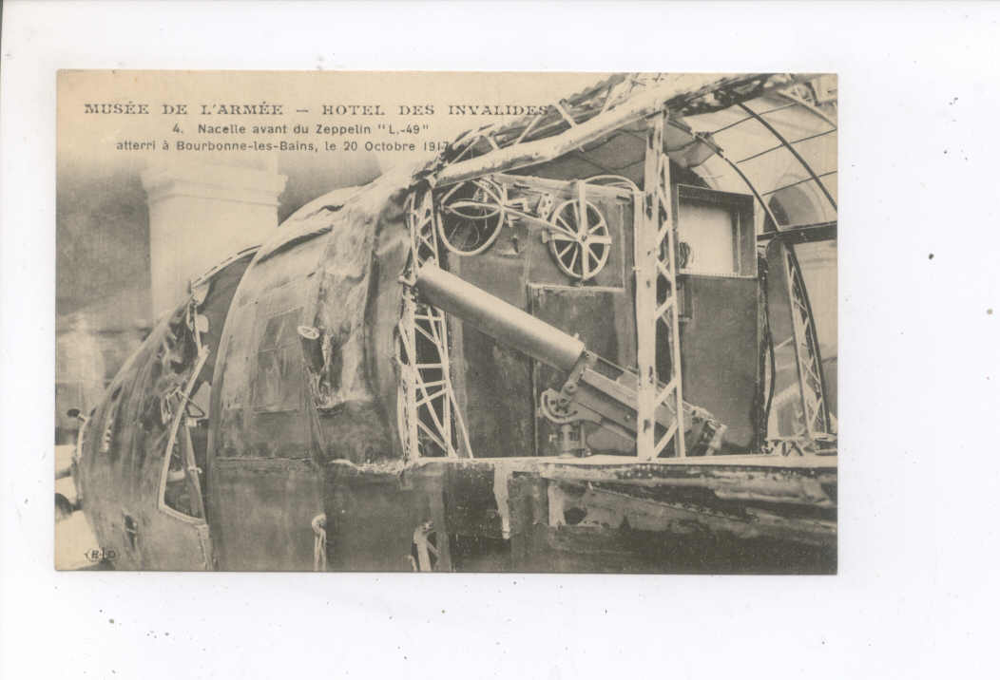 MUSÉE DE L'ARMÉE — HOTEL DES INVALIDES
4. Nacelle avant du Zeppelin "L.-49"
atterri à Bourbonne-les-Bains, le 20 Octobre 1917
ELD